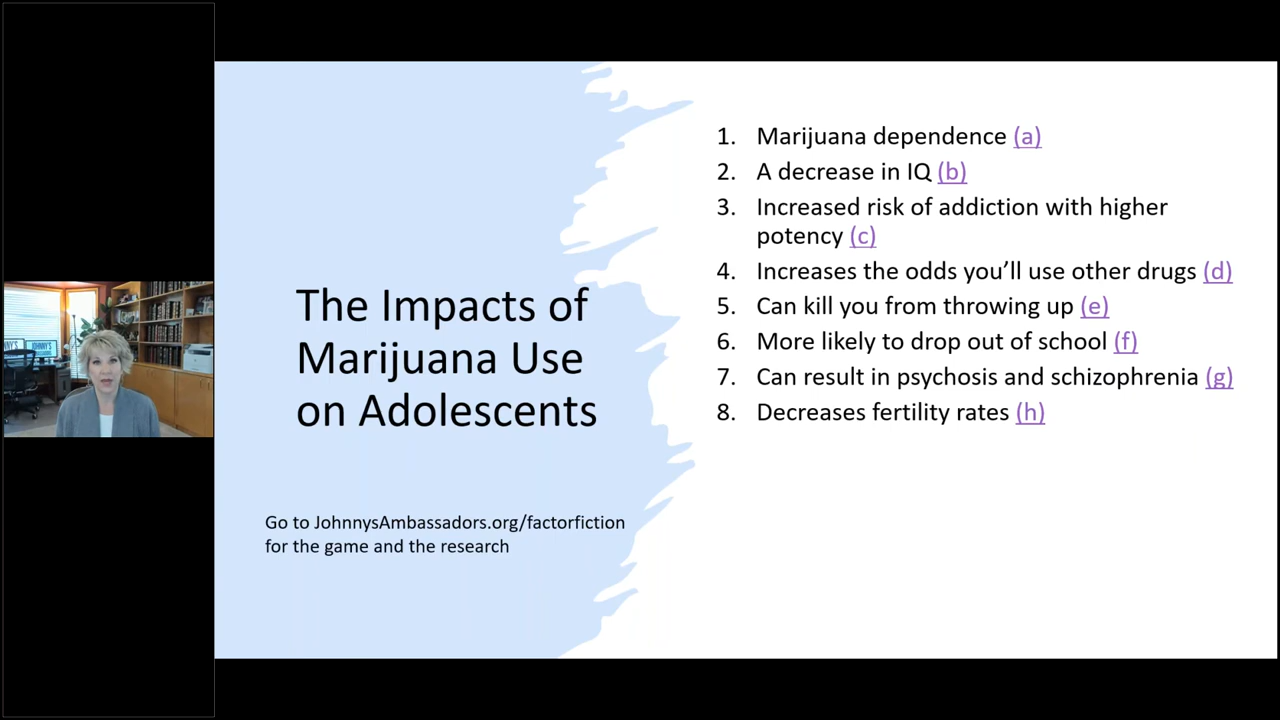 The Impacts of
Marijuana Use
on Adolescents
Go to JohnnysAmbassadors.org/factorfiction
for the game and the research
1. Marijuana dependence (a)
2. A decrease in IQ (b)
3. Increased risk of addiction with higher
potency (c)
4. Increases the odds you’ll use other drugs (d)
5. Can kill you from throwing up (e)
6. More likely to drop out of school (f)
7. Can result in psychosis and schizophrenia (g)
8. Decreases fertility rates (h)